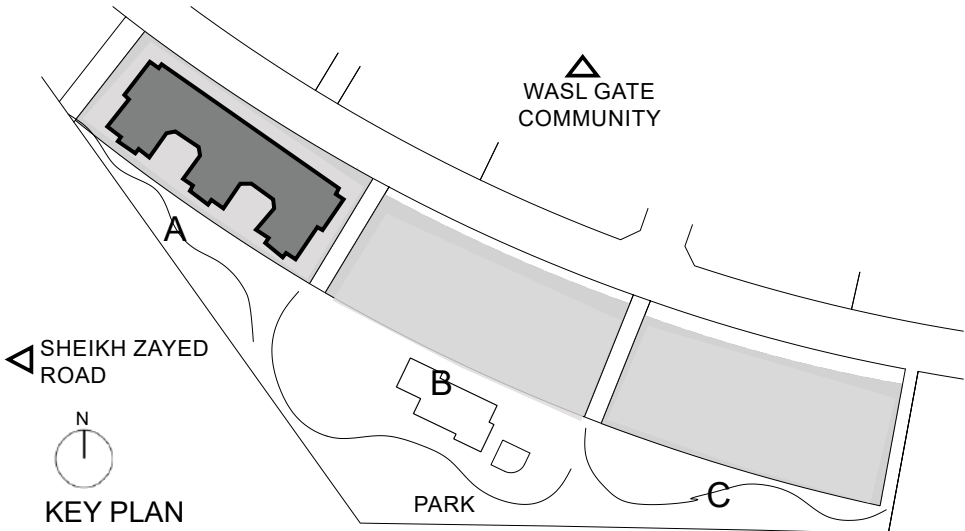 WASL GATE
COMMUNITY
A
SHEIKH ZAYED
ROAD
B
N
KEY PLAN
PARK
C